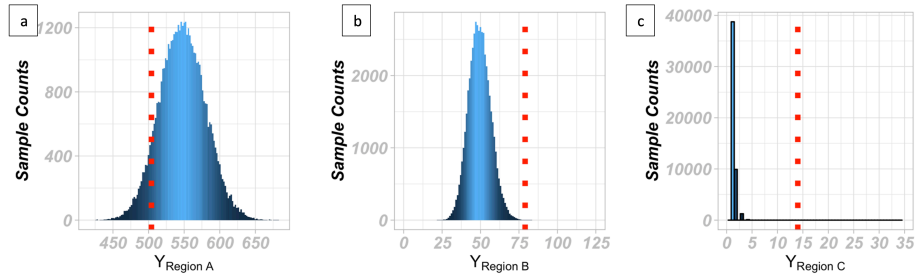 a
1200
800
400
0
Sample Counts
450 500 550 600 650
Y Region A
b
2000
1000
0
Sample Counts
0 25 50 75 100 125
Y Region B
c
40000
30000
20000
10000
0
Sample Counts
0 5 10 15 20 25 30 35
Y Region C